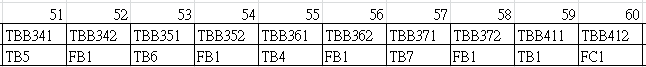 51 52 53 54 55 56 57 58 59 60
TBB341 TBB342 TBB351 TBB352 TBB361 TBB362 TBB371 TBB372 TBB411 TBB412
TB5 FB1 TB6 FB1 TB4 FB1 TB7 FB1 TB1 FC1